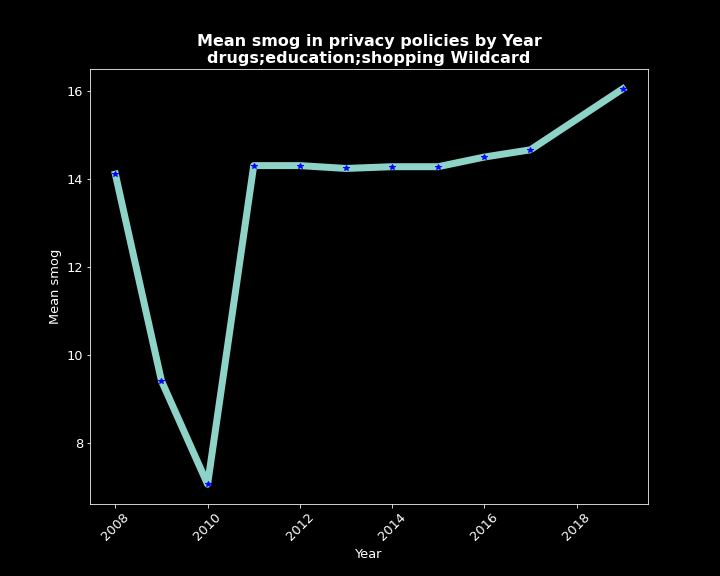 Mean smog in privacy policies by Year
drugs;education;shopping Wildcard
16
14
12
10
8
Mean smog
2008
2010
2012
2014
2016
2018
Year